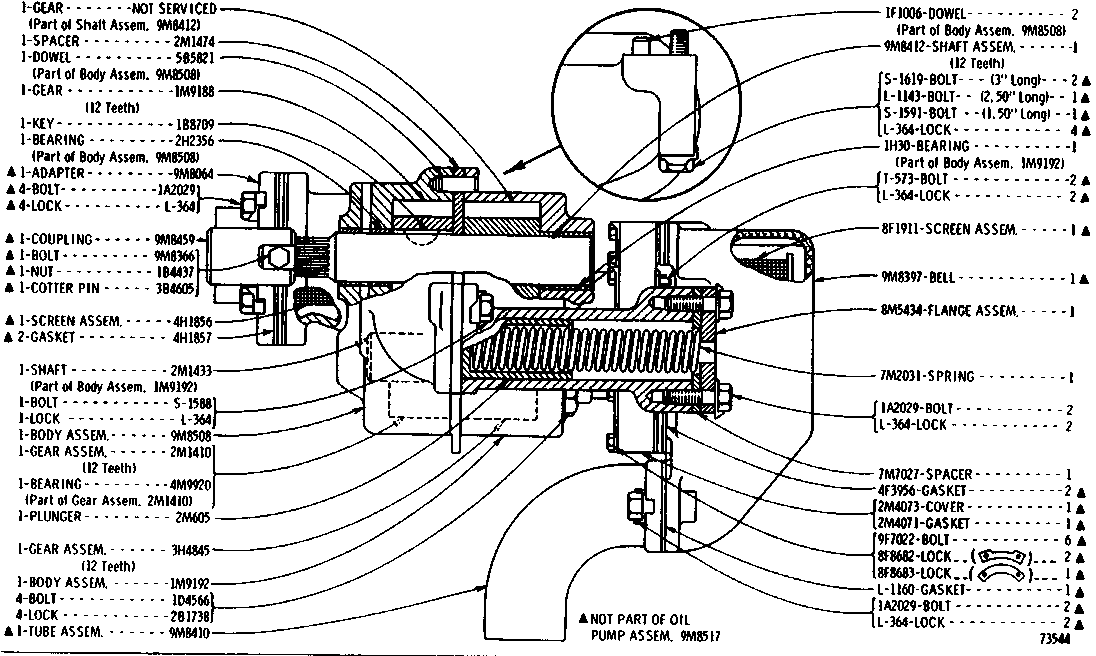 1-GEAR - - - - - - - NOT SERVICED
(Part of Shaft Assem. 9M8412)
1-SPACER - - - - - - - - 2M1474
1-DOWEL - - - - - - - - - 5B5821
(Part of Body Assem. 9M8508)
1-GEAR - - - - - - - - - - 1M9188
(12 Teeth)
1-KEY - - - - - - - - - - - 1B8709
1-BEARING - - - - - - - - 2H2356
(Part of Body Assem. 9M8508)
▲ 1-ADAPTER - - - - - - - - 9M8064
▲ 4-BOLT - - - - - - - - - - 1A2029
▲ 4-LOCK - - - - - - - - - - L-364
▲ 1-COUPLING - - - - - - - 9M8459
▲ 1-BOLT - - - - - - - - - 9M8366
▲ 1-NUT - - - - - - - - - - 1B4437
▲ 1-COTTER PIN - - - - - - 3B4605
▲ 1-SCREEN ASSEM. - - - - - 4H1856
▲ 2-GASKET - - - - - - - - 4H1857
1-SHAFT - - - - - - - - - 2M1433
(Part of Body Assem. 1M9192)
1-BOLT - - - - - - - - - - S-1588
1-LOCK - - - - - - - - - - L-364
1-BODY ASSEM. - - - - - - 9M8508
1-GEAR ASSEM. - - - - - - 2M1410
(12 Teeth)
1-BEARING - - - - - - - - 4M9920
(Part of Gear Assem. 2M1410)
1-PLUNGER - - - - - - - - 2M605
1-GEAR ASSEM. - - - - - - 3H4845
(12 Teeth)
1-BODY ASSEM. - - - - - - 1M9192
4-BOLT - - - - - - - - - - 1D4566
4-LOCK - - - - - - - - - - 2B1738
▲ 1-TUBE ASSEM. - - - - - - 9M8410
1F1006-DOWEL - - - - - - - - 2
(Part of Body Assem. 9M8508)
9M8412-SHAFT ASSEM. - - - - - 1
(12 Teeth)
S-1619-BOLT - - - (3" Long) - - - 2 ▲
L-1143-BOLT - - (2.50" Long) - - 1 ▲
S-1591-BOLT - - (1.50" Long) - - 1 ▲
L-364-LOCK - - - - - - - - - - 4 ▲
1H30-BEARING - - - - - - - - - 1
(Part of Body Assem. 1M9192)
T-573-BOLT - - - - - - - - - - 2 ▲
L-364-LOCK - - - - - - - - - - 2 ▲
8F1911-SCREEN ASSEM. - - - - - 1 ▲
9M8397-BELL - - - - - - - - - 1 ▲
8M5434-FLANGE ASSEM. - - - - - 1
7M2031-SPRING - - - - - - - - 1
1A2029-BOLT - - - - - - - - - 2
L-364-LOCK - - - - - - - - - - 2
7M7027-SPACER - - - - - - - - 1
4F3956-GASKET - - - - - - - - 2 ▲
2M4073-COVER - - - - - - - - - 1 ▲
2M4071-GASKET - - - - - - - - 1 ▲
9F7022-BOLT - - - - - - - - - 6 ▲
8F8682-LOCK - - ( ) - - - 2 ▲
8F8683-LOCK - - ( ) - - - 1 ▲
L-1160-GASKET - - - - - - - - 1 ▲
1A2029-BOLT - - - - - - - - - 2 ▲
L-364-LOCK - - - - - - - - - - 2 ▲
▲ NOT PART OF OIL
PUMP ASSEM. 9M8517
73544